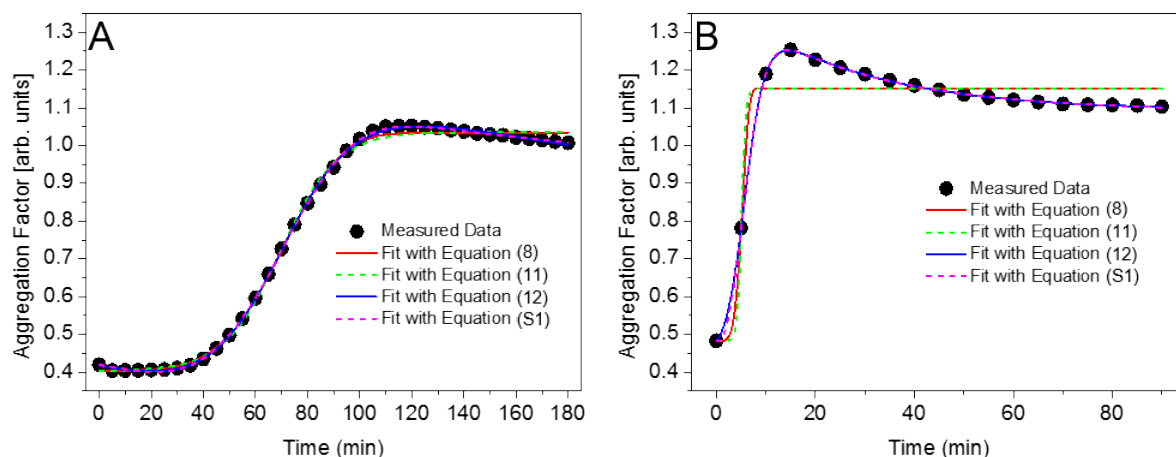 A
Aggregation Factor [arb. units]
1.3
1.2
1.1
1.0
0.9
0.8
0.7
0.6
0.5
0.4
Measured Data
Fit with Equation (8)
Fit with Equation (11)
Fit with Equation (12)
Fit with Equation (S1)
0 20 40 60 80 100 120 140 160 180
Time (min)
B
Aggregation Factor [arb. units]
1.3
1.2
1.1
1.0
0.9
0.8
0.7
0.6
0.5
0.4
Measured Data
Fit with Equation (8)
Fit with Equation (11)
Fit with Equation (12)
Fit with Equation (S1)
0 20 40 60 80
Time (min)